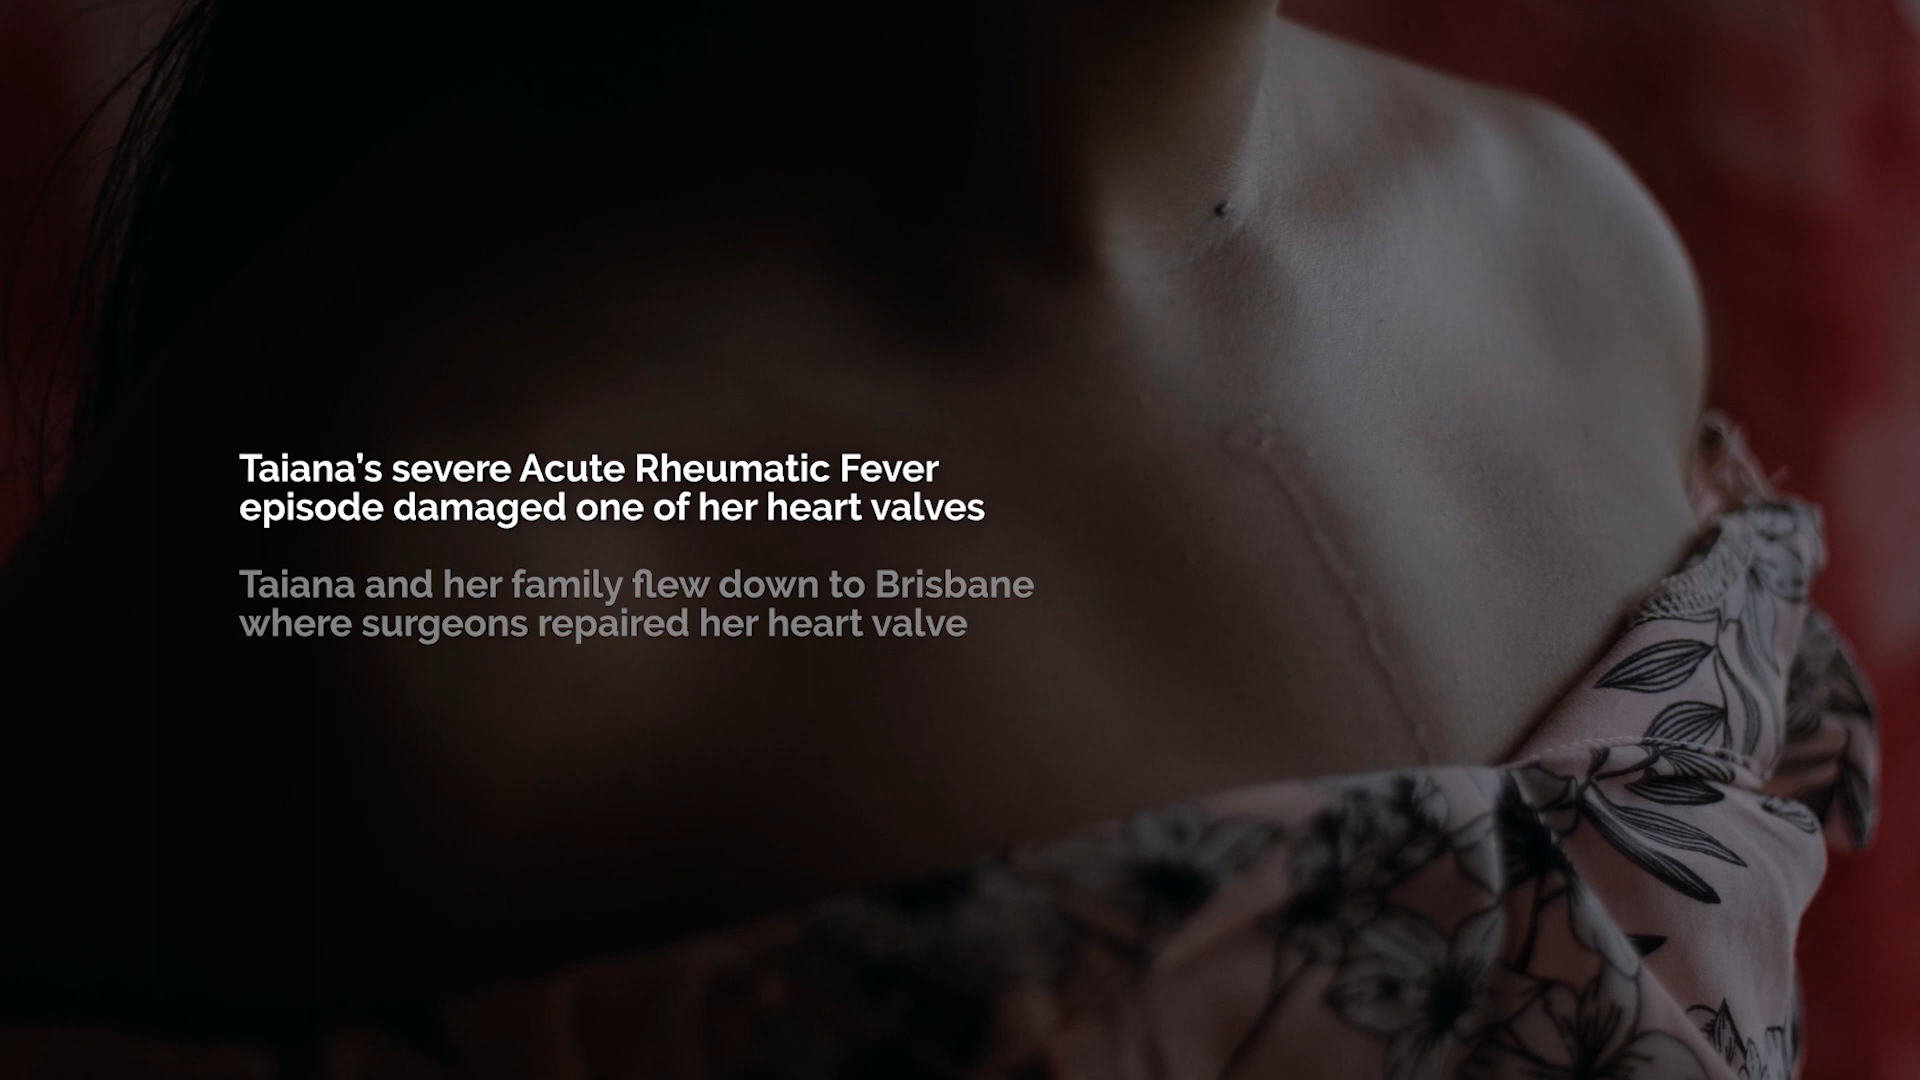 Taiana’s severe Acute Rheumatic Fever
episode damaged one of her heart valves
Taiana and her family flew down to Brisbane
where surgeons repaired her heart valve